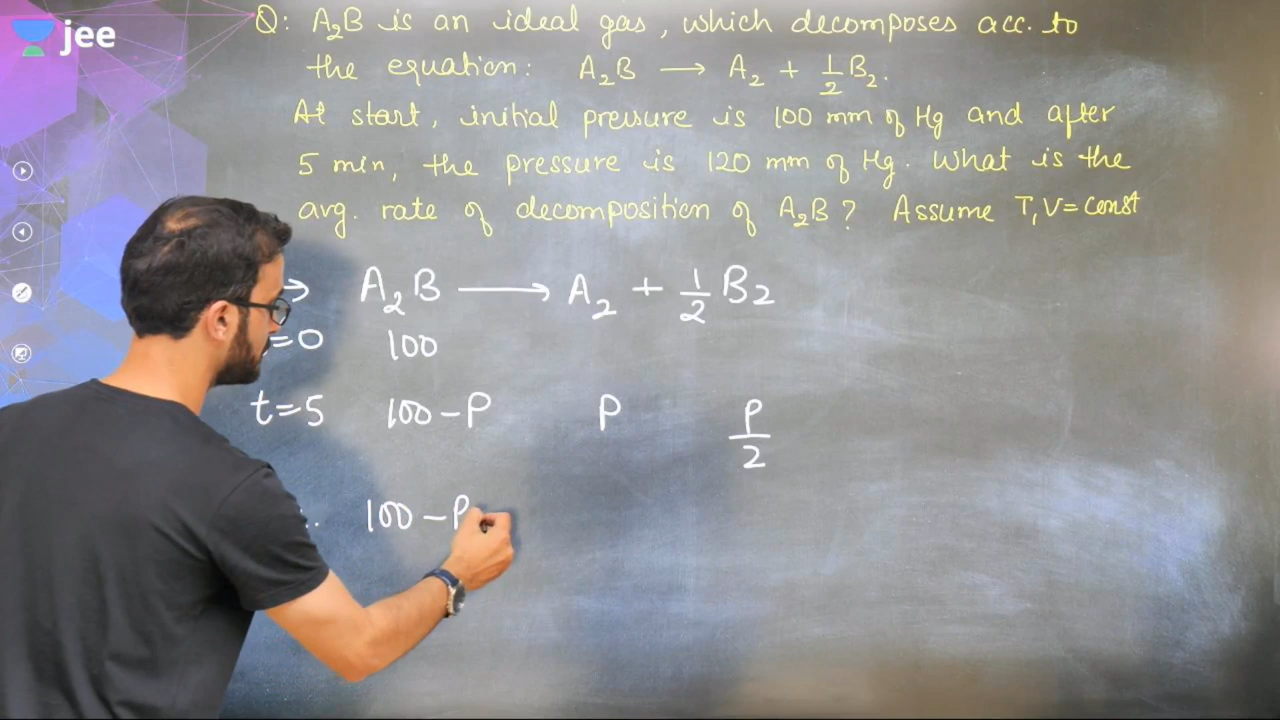 jee
Q: A₂B is an ideal gas, which decomposes acc. to
the equation: A₂B ⟶ A₂ + 1/2 B₂.
At start, initial pressure is 100 mm of Hg and after
5 min, the pressure is 120 mm of Hg. What is the
avg. rate of decomposition of A₂B? Assume T,V=const
→ A₂B ⟶ A₂ + 1/2 B₂
=0 100
t=5 100-P P P/2
100-P